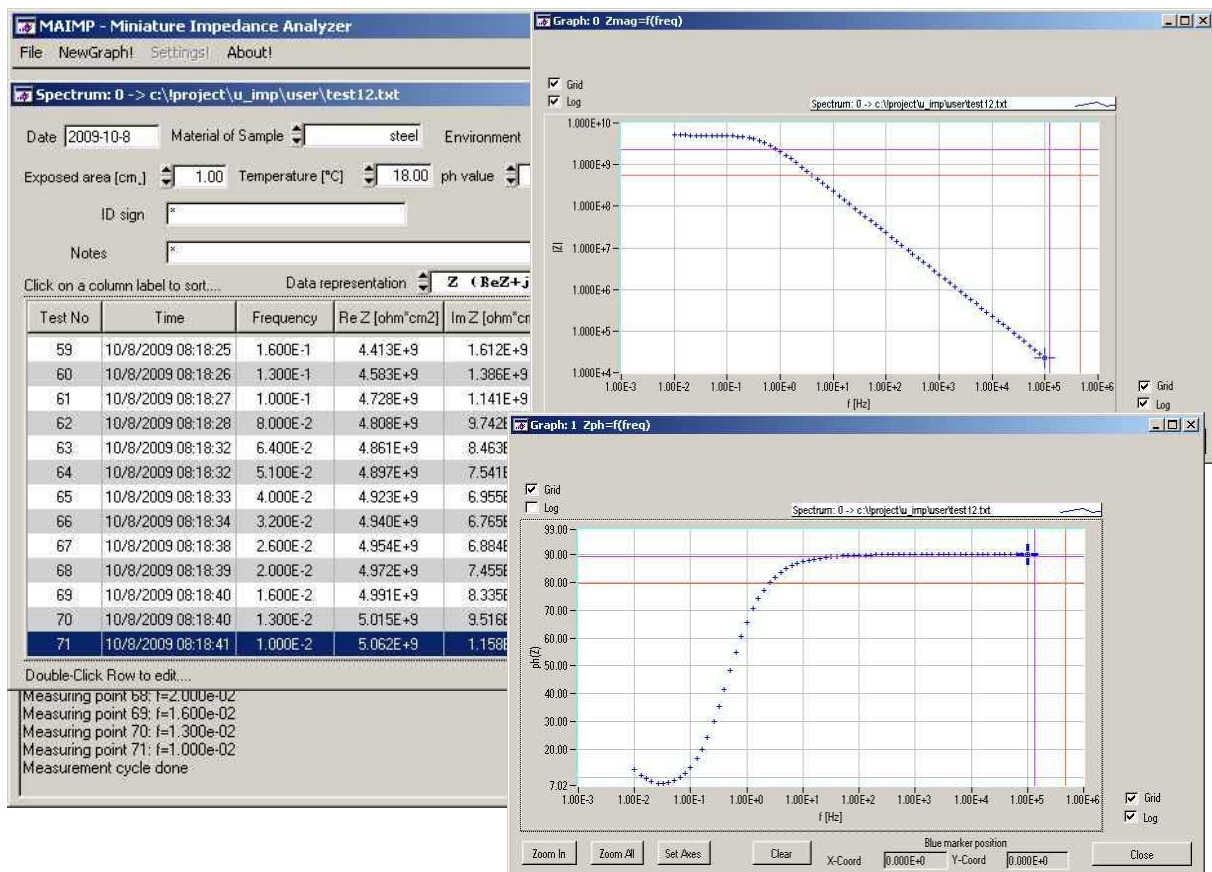 MAIMP - Miniature Impedance Analyzer
File NewGraph! Settings! About!
Spectrum: 0 -> c:\!project\u_imp\user\test12.txt
Date 2009-10-8 Material of Sample steel Environment
Exposed area [cm,] 1.00 Temperature [°C] 18.00 ph value
ID sign *
Notes *
Click on a column label to sort.... Data representation Z (ReZ+j
Test No Time Frequency Re Z [ohm*cm2] Im Z [ohm*cm
59 10/8/2009 08:18:25 1.600E-1 4.413E+9 1.612E+9
60 10/8/2009 08:18:26 1.300E-1 4.583E+9 1.386E+9
61 10/8/2009 08:18:27 1.000E-1 4.728E+9 1.141E+9
62 10/8/2009 08:18:28 8.000E-2 4.808E+9 9.742E
63 10/8/2009 08:18:32 6.400E-2 4.861E+9 8.463E
64 10/8/2009 08:18:32 5.100E-2 4.897E+9 7.541E
65 10/8/2009 08:18:33 4.000E-2 4.923E+9 6.955E
66 10/8/2009 08:18:34 3.200E-2 4.940E+9 6.765E
67 10/8/2009 08:18:38 2.600E-2 4.954E+9 6.884E
68 10/8/2009 08:18:39 2.000E-2 4.972E+9 7.455E
69 10/8/2009 08:18:40 1.600E-2 4.991E+9 8.335E
70 10/8/2009 08:18:40 1.300E-2 5.015E+9 9.516E
71 10/8/2009 08:18:41 1.000E-2 5.062E+9 1.158E
Double-Click Row to edit....
Measuring point 68: f=2.000e-02
Measuring point 69: f=1.600e-02
Measuring point 70: f=1.300e-02
Measuring point 71: f=1.000e-02
Measurement cycle done
Graph: 0 Zmag=f(freq)
Grid
Log
Spectrum: 0 -> c:\!project\u_imp\user\test12.txt
1.000E+10
1.000E+9
1.000E+8
|Z|
1.000E+7
1.000E+6
1.000E+5
1.000E+4
1.00E-3 1.00E-2 1.00E-1 1.00E+0 1.00E+1 1.00E+2 1.00E+3 1.00E+4 1.00E+5 1.00E+6
f [Hz]
Grid
Log
Graph: 1 Zph=f(freq)
Grid
Log
Spectrum: 0 -> c:\!project\u_imp\user\test12.txt
99.00
90.00
80.00
70.00
60.00
ph(Z)
50.00
40.00
30.00
20.00
7.02
1.00E-3 1.00E-2 1.00E-1 1.00E+0 1.00E+1 1.00E+2 1.00E+3 1.00E+4 1.00E+5 1.00E+6
f [Hz]
Grid
Log
Blue marker position
Zoom In Zoom All Set Axes Clear X-Coord 0.000E+0 Y-Coord 0.000E+0 Close